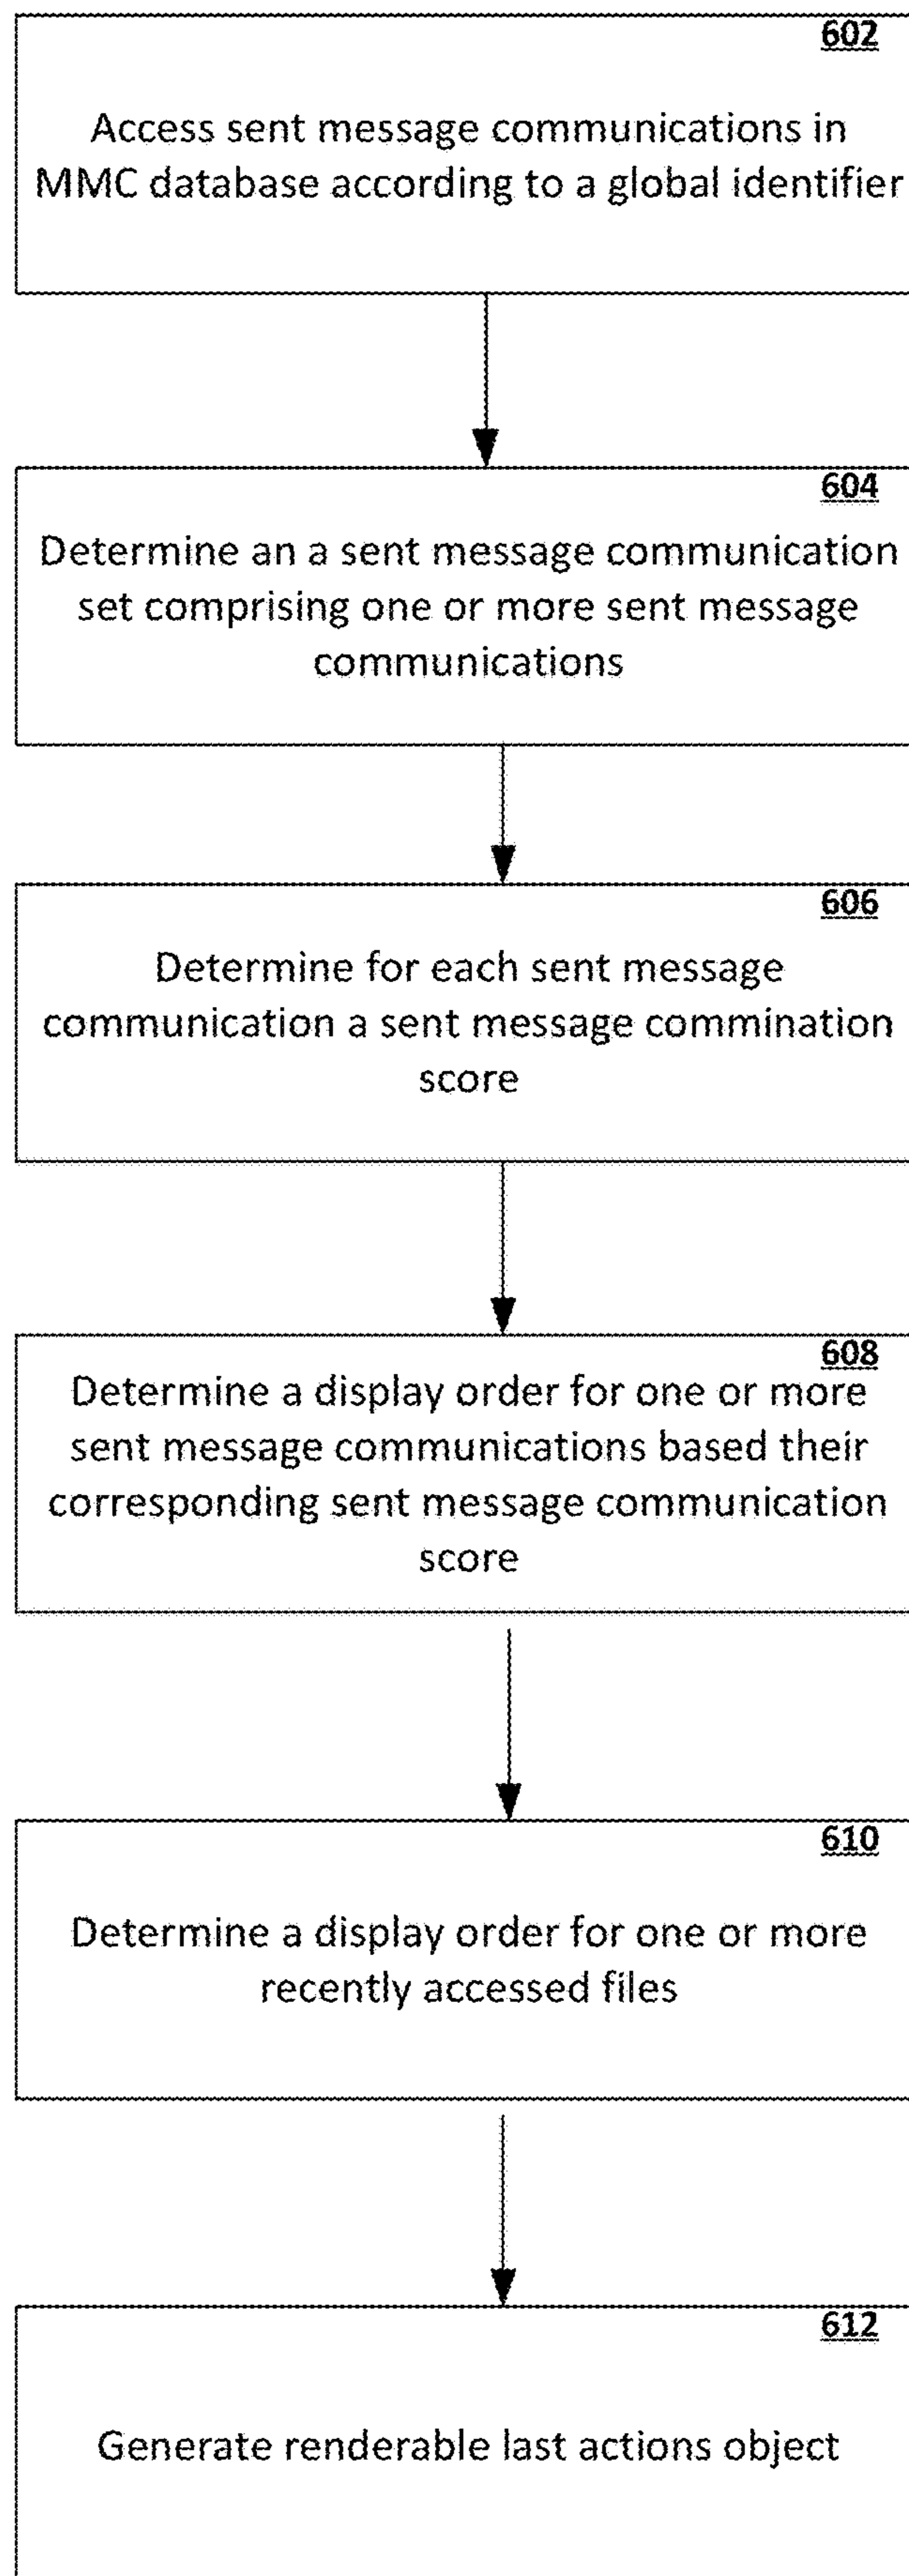 602
Access sent message communications in
MMC database according to a global identifier
604
Determine an a sent message communication
set comprising one or more sent message
communications
606
Determine for each sent message
communication a sent message commination
score
608
Determine a display order for one or more
sent message communications based their
corresponding sent message communication
score
610
Determine a display order for one or more
recently accessed files
612
Generate renderable last actions object